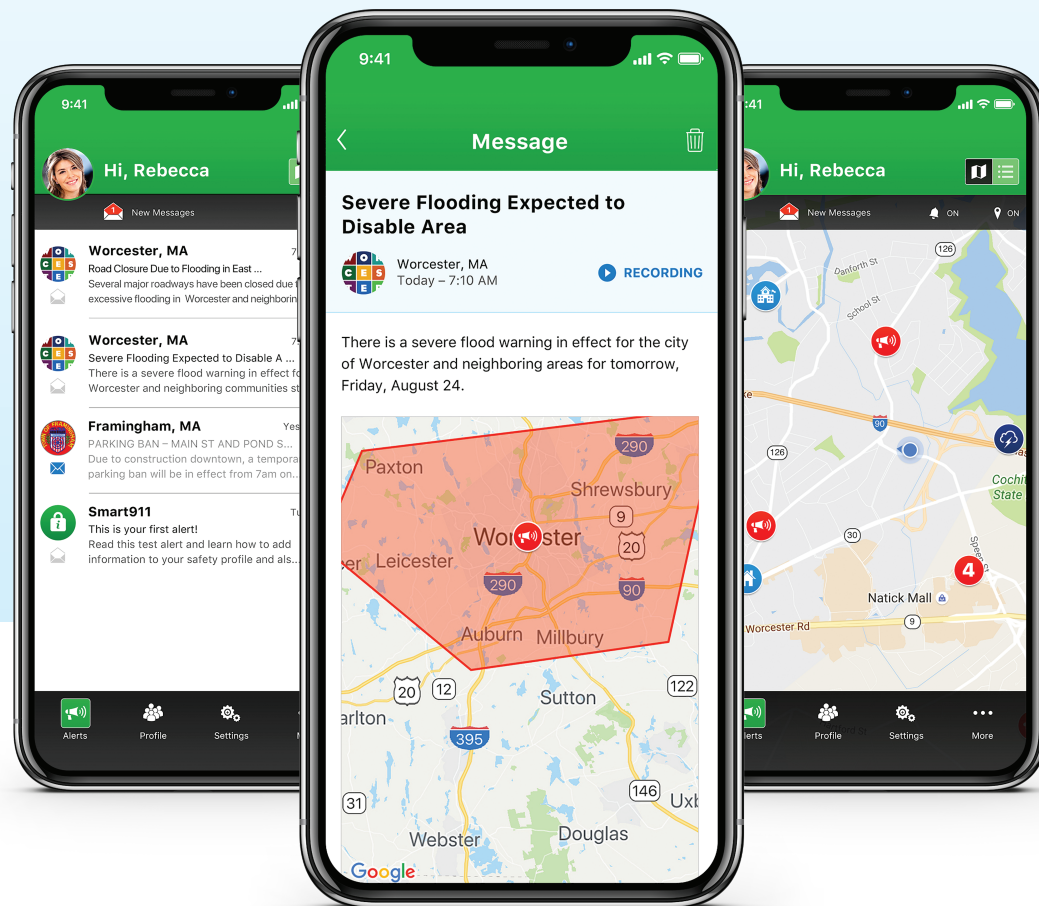 9:41
Hi, Rebecca
1
New Messages
O
C E S
E
Worcester, MA
Road Closure Due to Flooding in East ...
Several major roadways have been closed due
excessive flooding in Worcester and
O
C E S
E
Worcester, MA
Severe Flooding Expected to Disable A ...
There is a severe flood warning in effect
Worcester and neighboring communities
Framingham, MA
PARKING BAN – MAIN ST AND POND S...
Due to construction downtown, a
parking ban will be in effect from 7am on...
Smart911
This is your first alert!
Read this test alert and learn how to add
information to your safety profile and als...
Alerts
Profile
Settings
9:41
Message
Severe Flooding Expected to
Disable Area
O
C E S
E
Worcester, MA
Today – 7:10 AM
RECORDING
There is a severe flood warning in effect for the city
of Worcester and neighboring areas for tomorrow,
Friday, August 24.
290
Paxton
Shrewsbury
9
Worcester
20
Leicester
290
90
Auburn
Millbury
20
12
122
Sutton
395
31
146
Webster
Douglas
Google
:41
Hi, Rebecca
1
New Messages
ON
ON
126
Danforth St
School St
90
126
Cochit
State
30
Speen St
4
Natick Mall
9
Worcester Rd
Profile
Settings
More